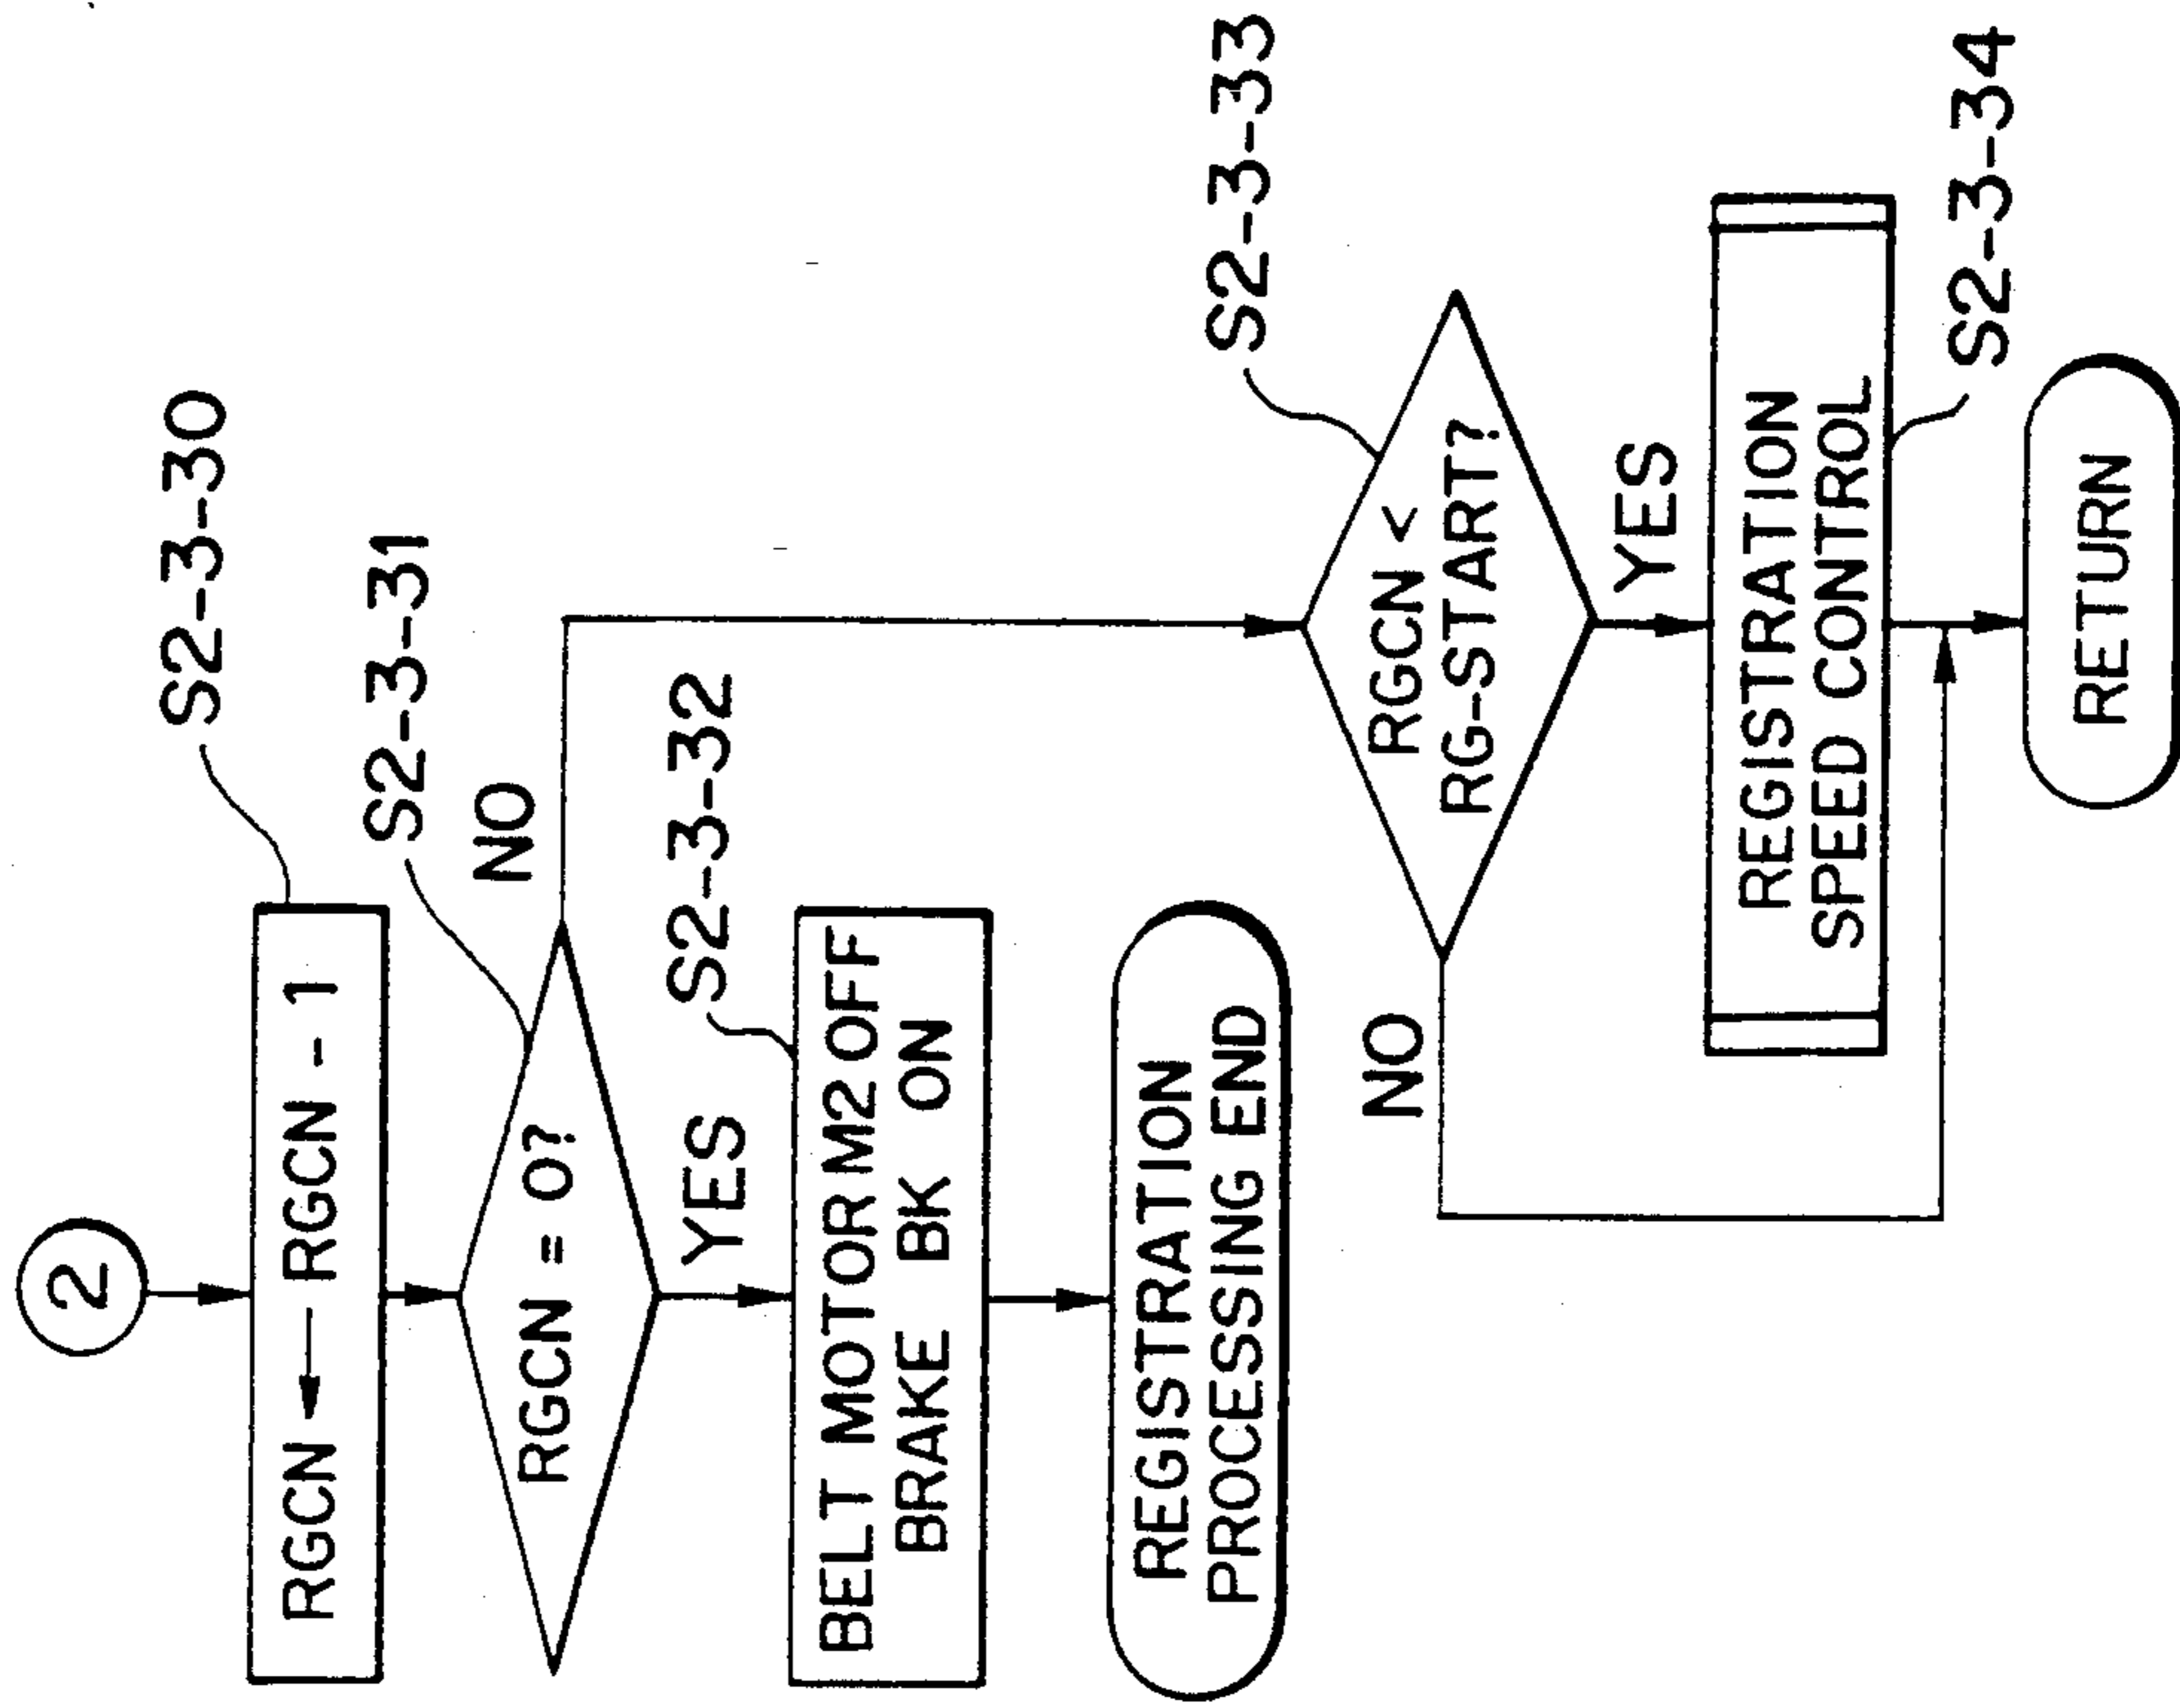 2
S2-3-30
RGCN ← RGCN - 1
S2-3-31
RGCN = 0?
NO
YES
S2-3-32
BELT MOTOR M2 OFF
BRAKE BK ON
REGISTRATION
PROCESSING END
S2-3-33
RGCN <
RG-START?
NO
YES
REGISTRATION
SPEED CONTROL
S2-3-34
RETURN